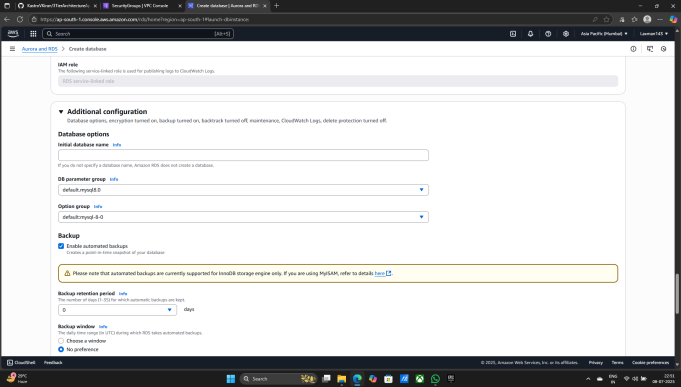 KastroVKiran/3TierArchitecture/
SecurityGroups | VPC Console
Create database | Aurora and RDS
https://ap-south-1.console.aws.amazon.com/rds/home?region=ap-south-1#launch-dbinstance:
aws
Search
[Alt+S]
Asia Pacific (Mumbai)
Laxman143
Aurora and RDS
Create database
IAM role
The following service-linked role is used for publishing logs to CloudWatch Logs.
RDS service-linked role
Additional configuration
Database options, encryption turned on, backup turned on, backtrack turned off, maintenance, CloudWatch Logs, delete protection turned off.
Database options
Initial database name Info
If you do not specify a database name, Amazon RDS does not create a database.
DB parameter group Info
default.mysql8.0
Option group Info
default:mysql-8-0
Backup
Enable automated backups
Creates a point-in-time snapshot of your database
Please note that automated backups are currently supported for InnoDB storage engine only. If you are using MyISAM, refer to details here.
Backup retention period Info
The number of days (1-35) for which automatic backups are kept.
0
days
Backup window Info
The daily time range (in UTC) during which RDS takes automated backups.
Choose a window
No preference
CloudShell
Feedback
© 2025, Amazon Web Services, Inc. or its affiliates.
Privacy
Terms
Cookie preferences
29°C
Haze
Search
ENG
IN
22:51
08-07-2025